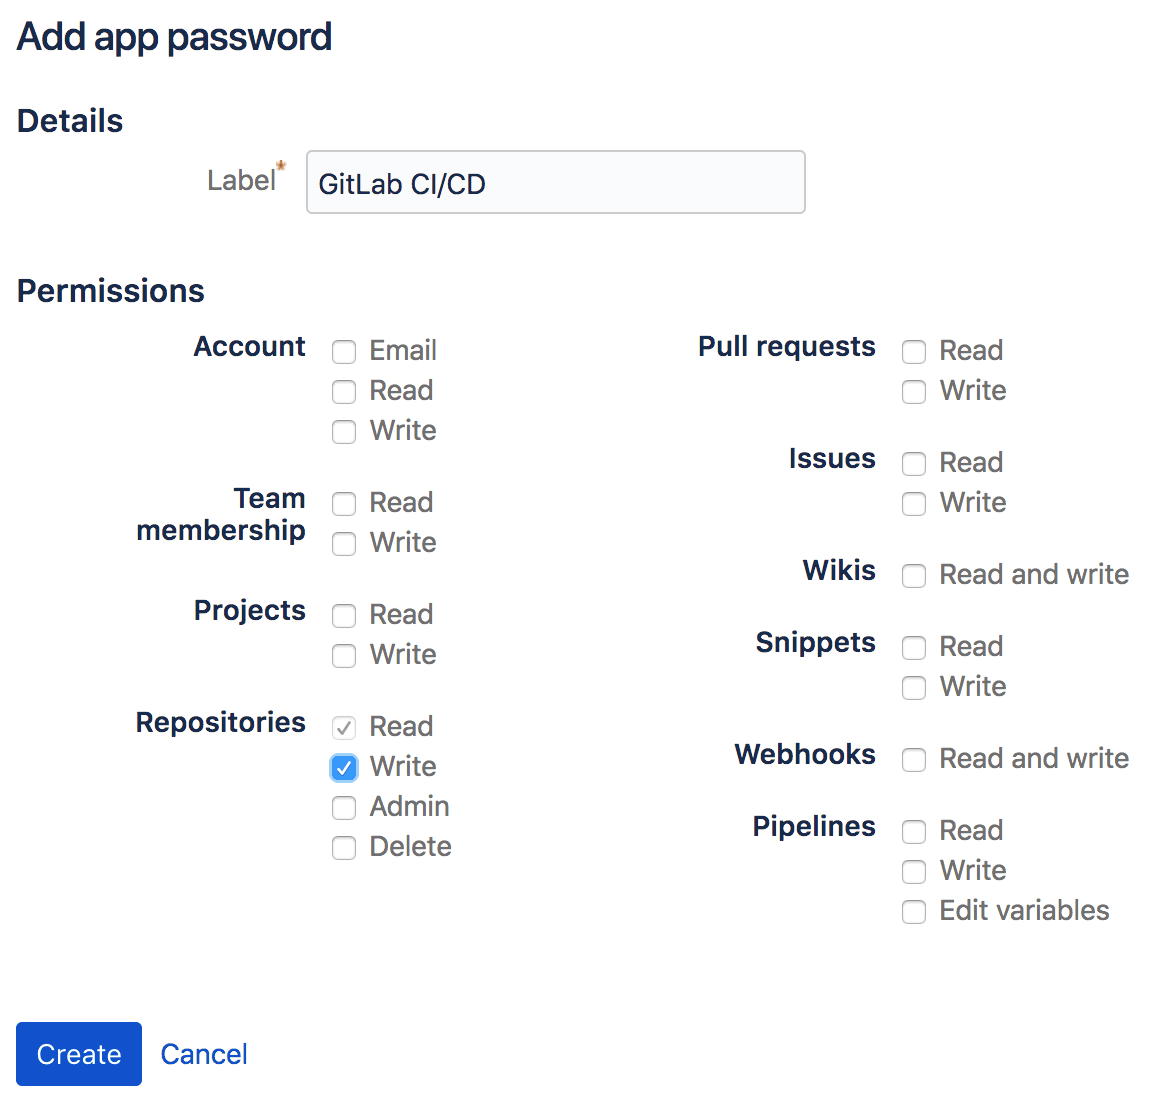 Add app password
Details
Label*
GitLab CI/CD
Permissions
Account
Email
Read
Write
Team
membership
Read
Write
Projects
Read
Write
Repositories
Read
Write
Admin
Delete
Pull requests
Read
Write
Issues
Read
Write
Wikis
Read and write
Snippets
Read
Write
Webhooks
Read and write
Pipelines
Read
Write
Edit variables
Create
Cancel